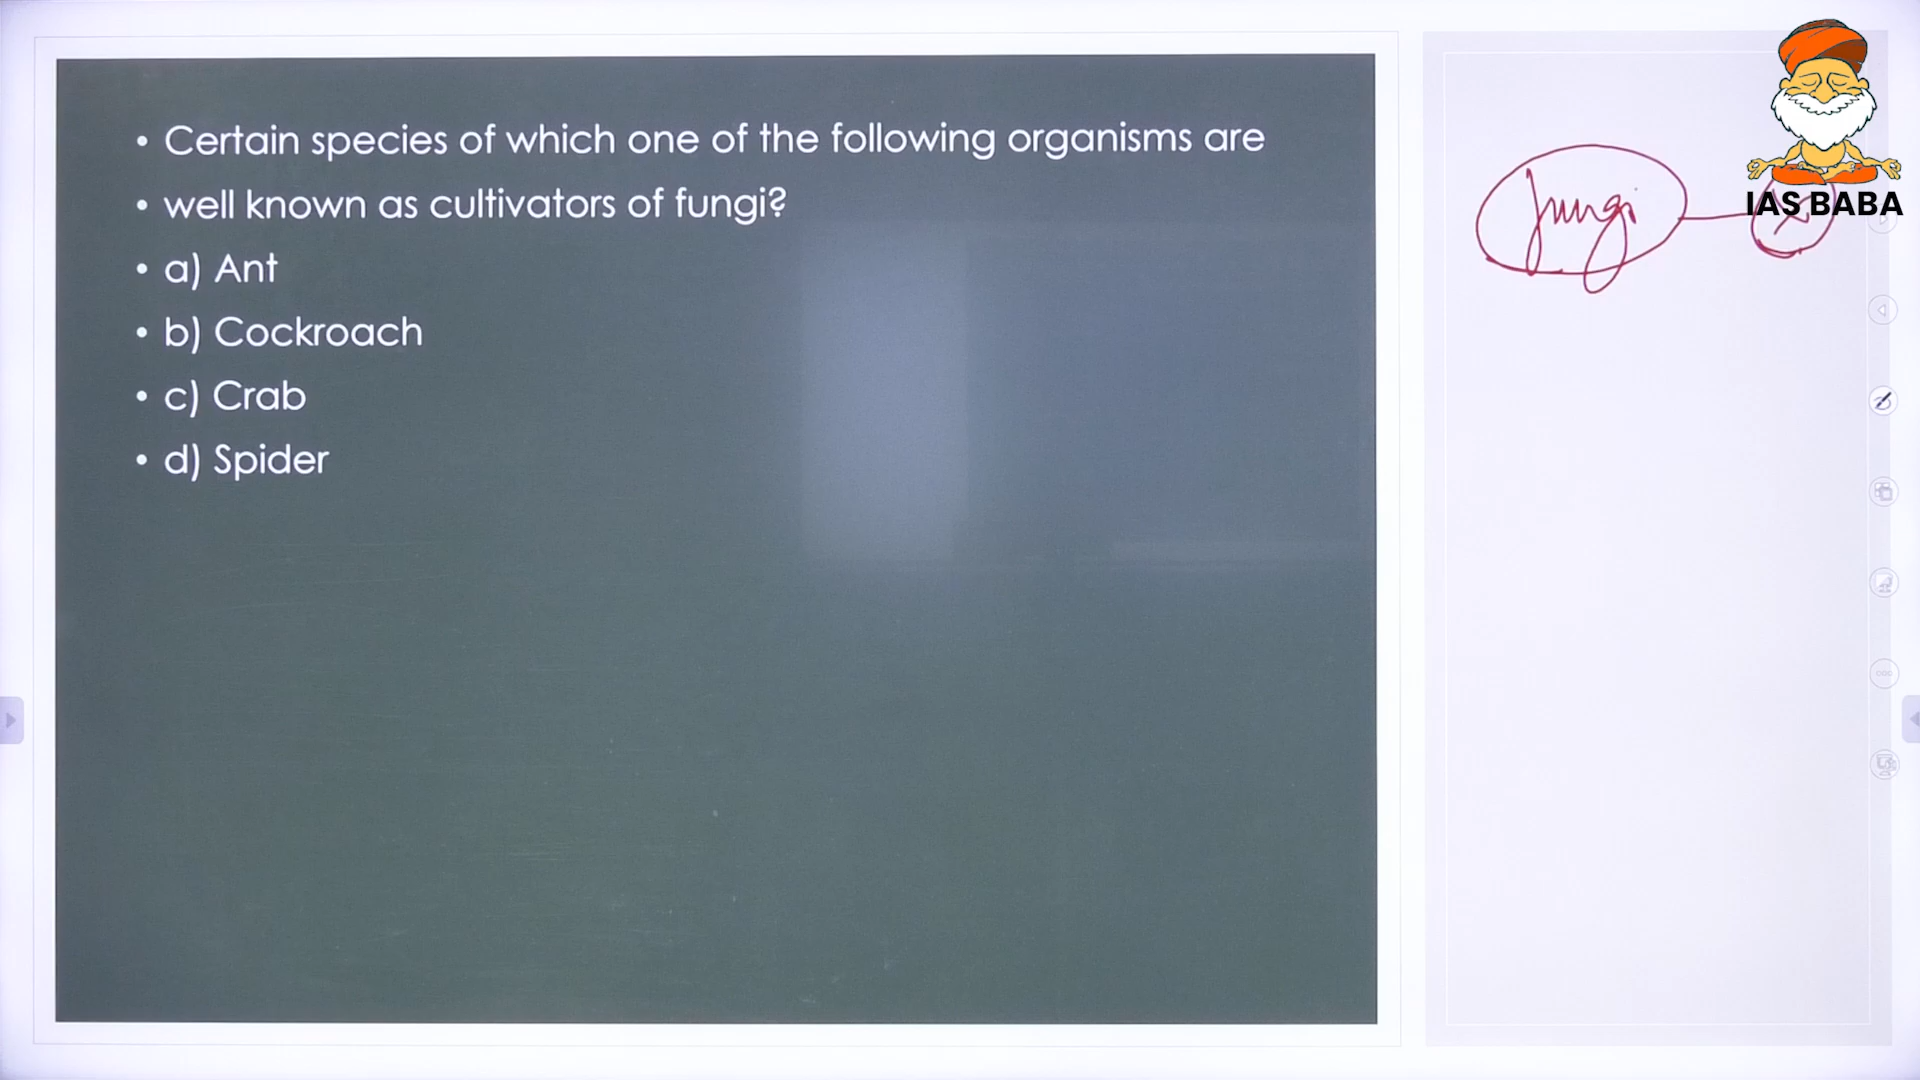 • Certain species of which one of the following organisms are
• well known as cultivators of fungi?
• a) Ant
• b) Cockroach
• c) Crab
• d) Spider
fungi
IAS BABA